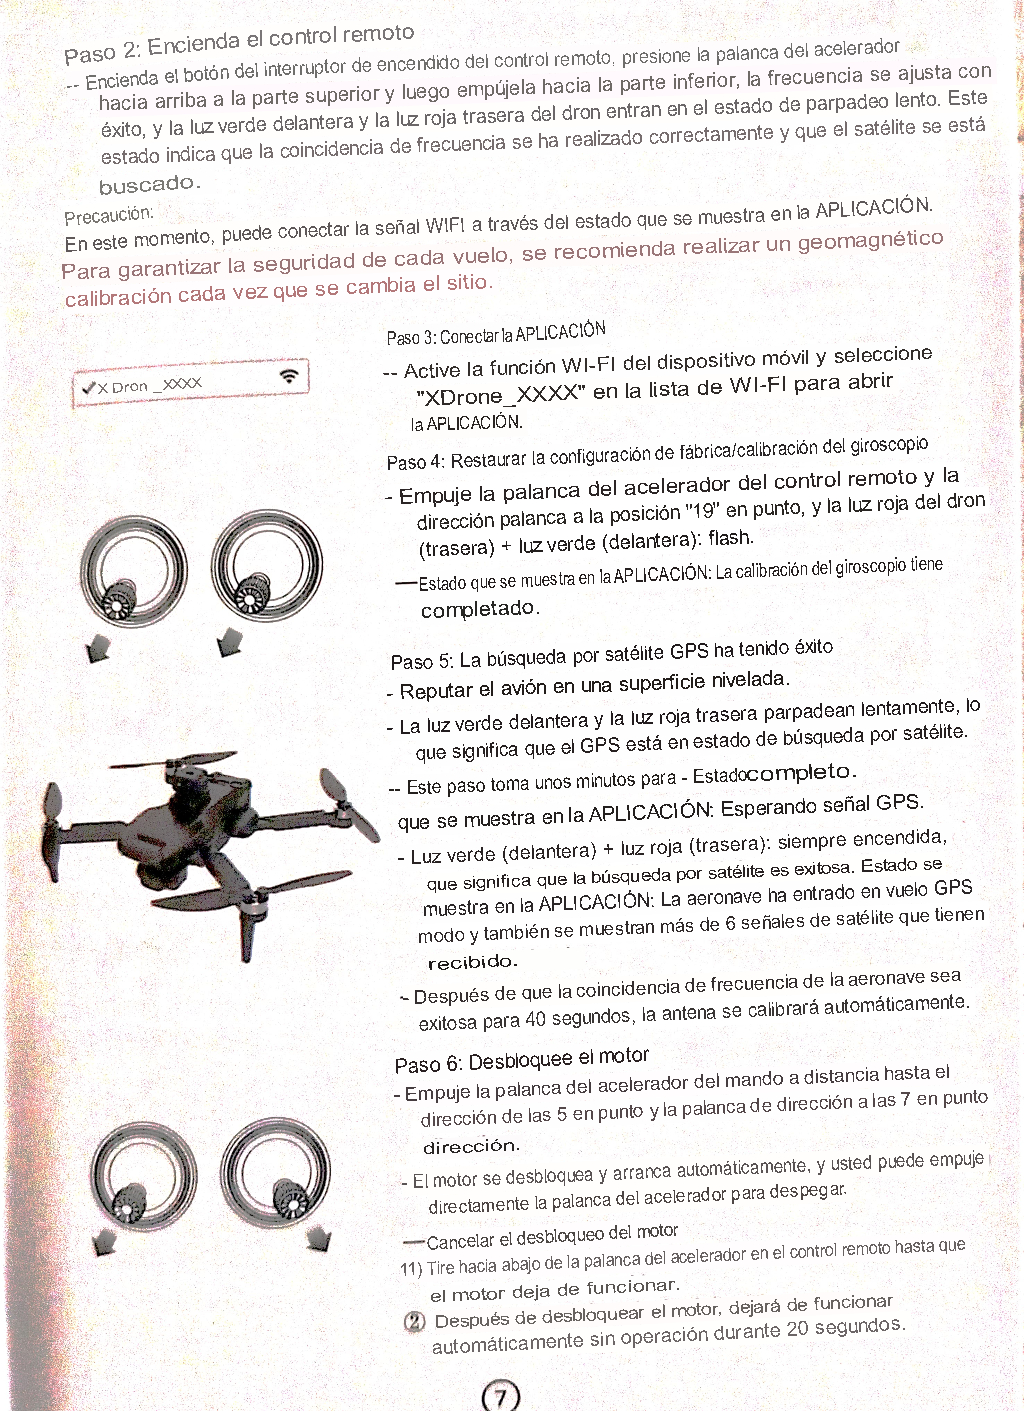 Paso 2: Encienda el control remoto
-- Encienda el botón del interruptor de encendido del control remoto, presione la palanca del acelerador
hacia arriba a la parte superior y luego empújela hacia la parte inferior, la frecuencia se ajusta con
éxito, y la luz verde delantera y la luz roja trasera del dron entran en el estado de parpadeo lento. Este
estado indica que la coincidencia de frecuencia se ha realizado correctamente y que el satélite se está
buscado.
Precaución:
En este momento, puede conectar la señal WIFI a través del estado que se muestra en la APLICACIÓN.
Para garantizar la seguridad de cada vuelo, se recomienda realizar un geomagnético
calibración cada vez que se cambia el sitio.
Paso 3: Conectar la APLICACIÓN
-- Active la función WI-FI del dispositivo móvil y seleccione
"XDrone_XXXX" en la lista de WI-FI para abrir
la APLICACIÓN.
X Dron _XXXX
Paso 4: Restaurar la configuración de fábrica/calibración del giroscopio
- Empuje la palanca del acelerador del control remoto y la
dirección palanca a la posición "19" en punto, y la luz roja del dron
(trasera) + luz verde (delantera): flash.
—Estado que se muestra en la APLICACIÓN: La calibración del giroscopio tiene
completado.
Paso 5: La búsqueda por satélite GPS ha tenido éxito
- Reputar el avión en una superficie nivelada.
- La luz verde delantera y la luz roja trasera parpadean lentamente, lo
que significa que el GPS está en estado de búsqueda por satélite.
-- Este paso toma unos minutos para - Estadocompleto.
que se muestra en la APLICACIÓN: Esperando señal GPS.
- Luz verde (delantera) + luz roja (trasera): siempre encendida,
que significa que la búsqueda por satélite es exitosa. Estado se
muestra en la APLICACIÓN: La aeronave ha entrado en vuelo GPS
modo y también se muestran más de 6 señales de satélite que tienen
recibido.
-- Después de que la coincidencia de frecuencia de la aeronave sea
exitosa para 40 segundos, la antena se calibrará automáticamente.
Paso 6: Desbloquee el motor
- Empuje la palanca del acelerador del mando a distancia hasta el
dirección de las 5 en punto y la palanca de dirección a las 7 en punto
dirección.
- El motor se desbloquea y arranca automáticamente, y usted puede empuje
directamente la palanca del acelerador para despegar.
—Cancelar el desbloqueo del motor
11) Tire hacia abajo de la palanca del acelerador en el control remoto hasta que
el motor deja de funcionar.
② Después de desbloquear el motor, dejará de funcionar
automáticamente sin operación durante 20 segundos.
7